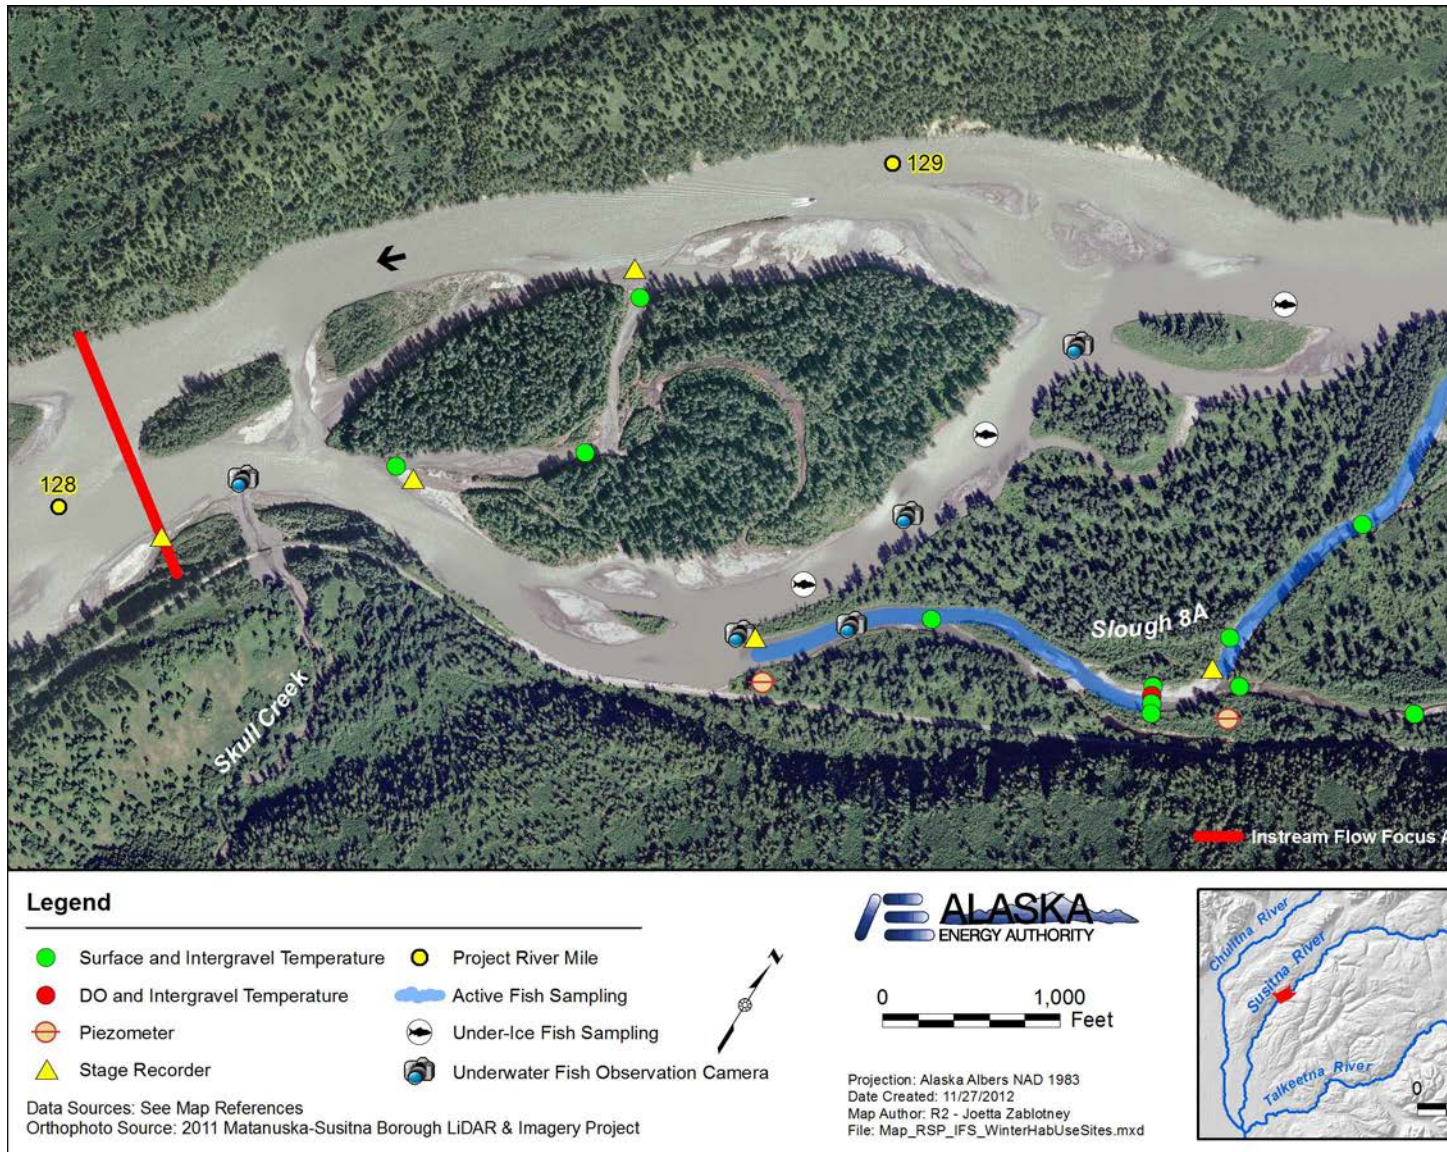 129
128
Slough 8A
Skull Creek
Instream Flow Focus A
Legend
Surface and Intergravel Temperature
DO and Intergravel Temperature
Piezometer
Stage Recorder
Project River Mile
Active Fish Sampling
Under-Ice Fish Sampling
Underwater Fish Observation Camera
Data Sources: See Map References
Orthophoto Source: 2011 Matanuska-Susitna Borough LiDAR & Imagery Project
N
ALASKA
ENERGY AUTHORITY
0 1,000
Feet
Projection: Alaska Albers NAD 1983
Date Created: 11/27/2012
Map Author: R2 - Joetta Zablotney
File: Map_RSP_IFS_WinterHabUseSites.mxd
Chulitna River
Susitna River
Talkeetna River
0